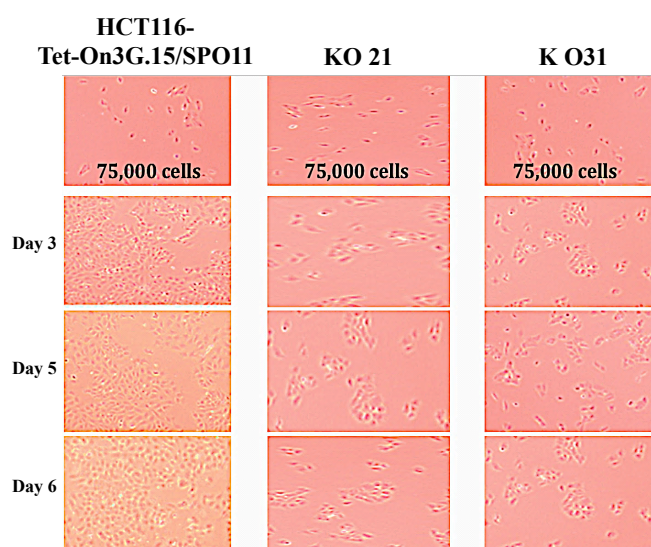 HCT116-
Tet-On3G.15/SPO11
KO 21
K O31
75,000 cells
75,000 cells
75,000 cells
Day 3
Day 5
Day 6